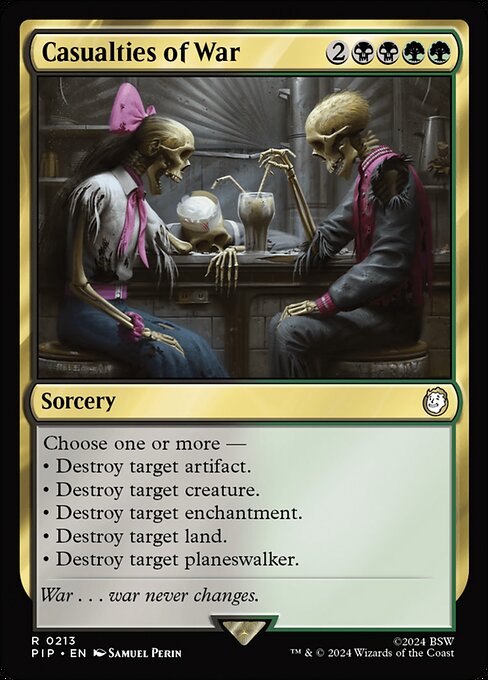 Casualties of War 2
Sorcery
Choose one or more —
• Destroy target artifact.
• Destroy target creature.
• Destroy target enchantment.
• Destroy target land.
• Destroy target planeswalker.
War . . . war never changes.
R 0213
©2024 BSW
PIP • EN Samuel Perin
™ & © 2024 Wizards of the Coast